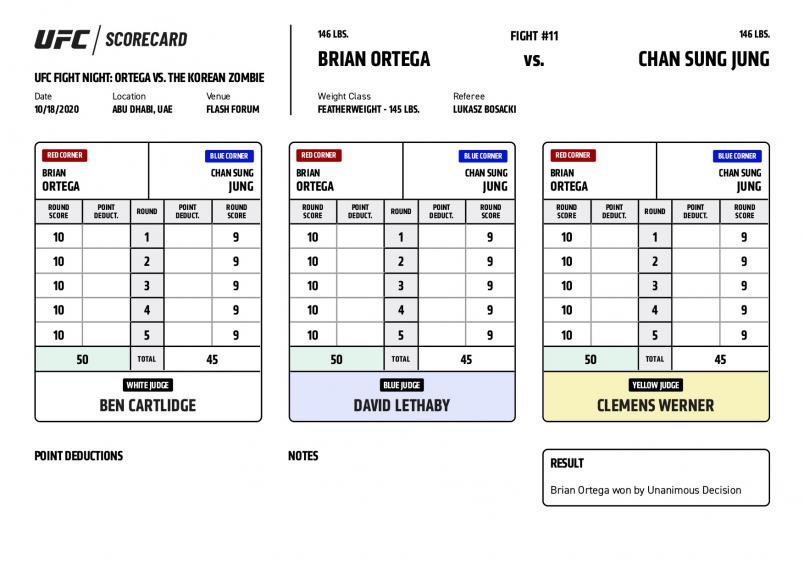 UFC / SCORECARD
UFC FIGHT NIGHT: ORTEGA VS. THE KOREAN ZOMBIE
Date Location Venue
10/18/2020 ABU DHABI, UAE FLASH FORUM
146 LBS. FIGHT #11 146 LBS.
BRIAN ORTEGA VS. CHAN SUNG JUNG
Weight Class Referee
FEATHERWEIGHT - 145 LBS. LUKASZ BOSACKI
RED CORNER BLUE CORNER
BRIAN CHAN SUNG
ORTEGA JUNG
ROUND SCORE POINT DEDUCT. ROUND POINT DEDUCT. ROUND SCORE
10 1 9
10 2 9
10 3 9
10 4 9
10 5 9
50 TOTAL 45
WHITE JUDGE
BEN CARTLIDGE
RED CORNER BLUE CORNER
BRIAN CHAN SUNG
ORTEGA JUNG
ROUND SCORE POINT DEDUCT. ROUND POINT DEDUCT. ROUND SCORE
10 1 9
10 2 9
10 3 9
10 4 9
10 5 9
50 TOTAL 45
BLUE JUDGE
DAVID LETHABY
RED CORNER BLUE CORNER
BRIAN CHAN SUNG
ORTEGA JUNG
ROUND SCORE POINT DEDUCT. ROUND POINT DEDUCT. ROUND SCORE
10 1 9
10 2 9
10 3 9
10 4 9
10 5 9
50 TOTAL 45
YELLOW JUDGE
CLEMENS WERNER
POINT DEDUCTIONS
NOTES
RESULT
Brian Ortega won by Unanimous Decision